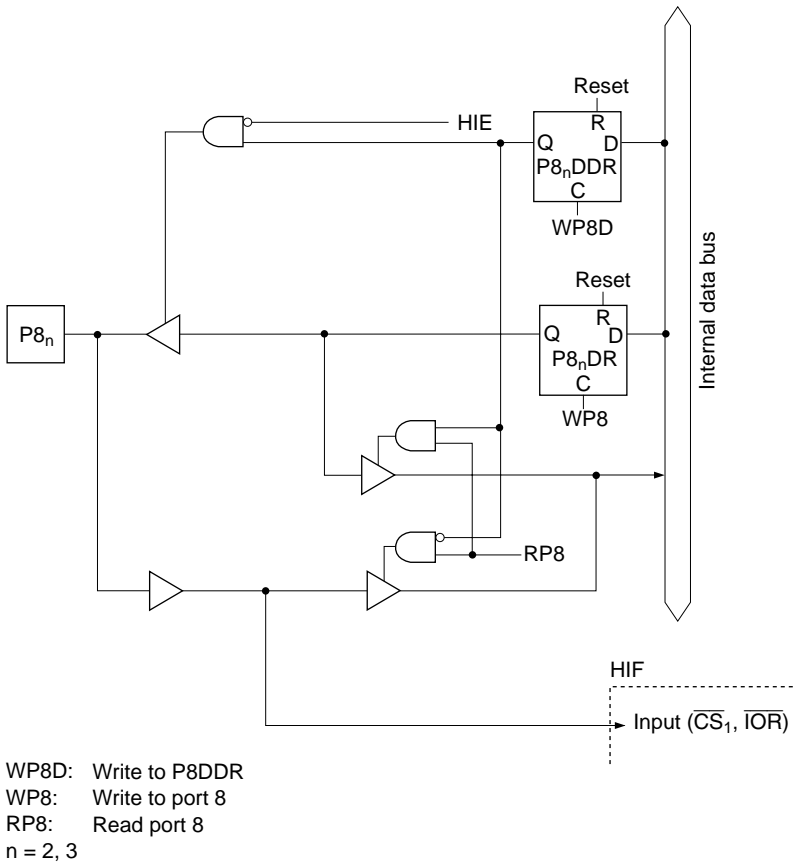 Reset
HIE
R
Q
D
P8nDDR
C
WP8D
Internal data bus
Reset
R
P8n
Q
D
P8nDR
C
WP8
RP8
HIF
Input (CS1, IOR)
WP8D: Write to P8DDR
WP8: Write to port 8
RP8: Read port 8
n = 2, 3